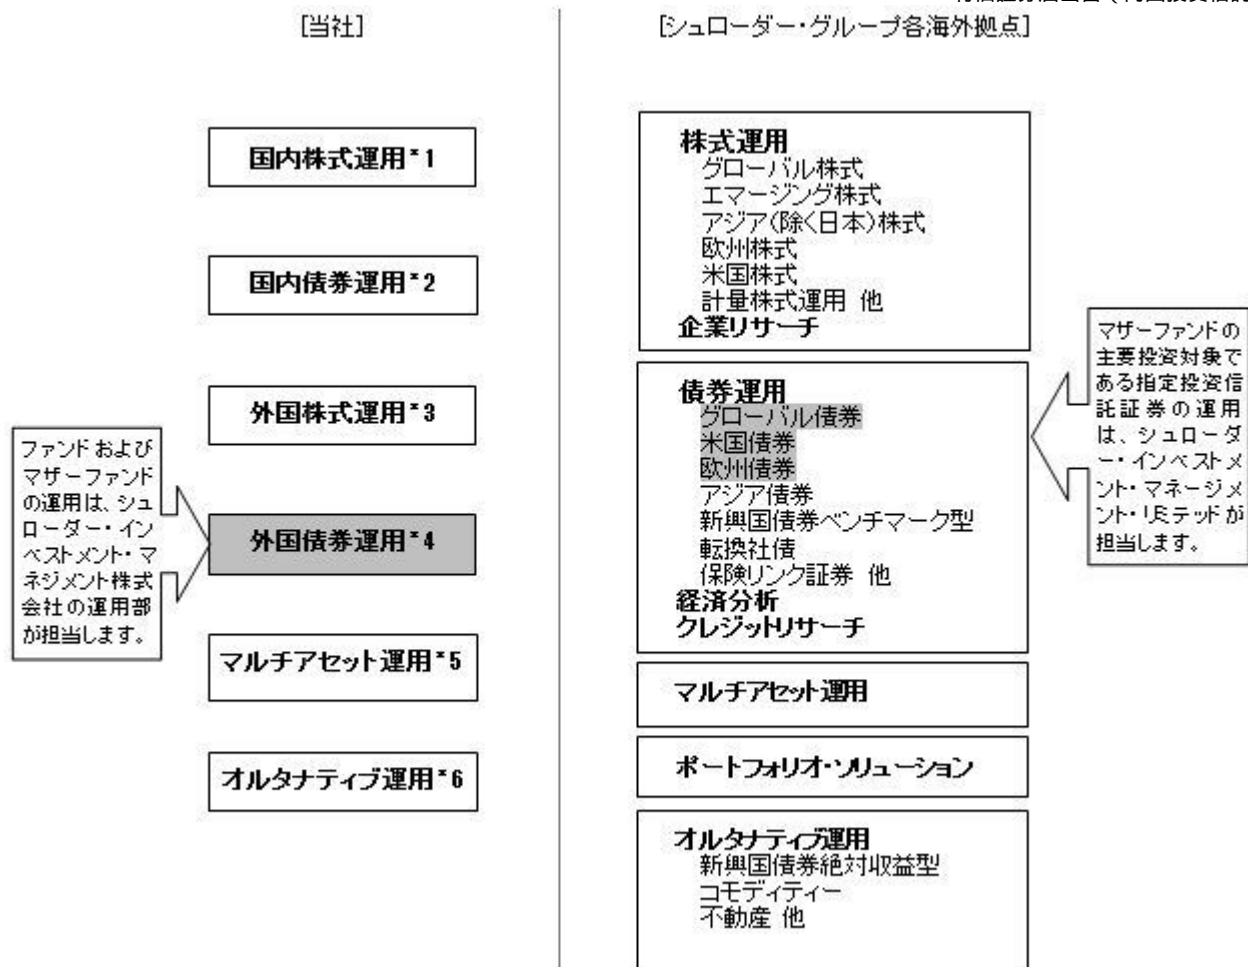 [当社]
国内株式運用*1
国内債券運用*2
外国株式運用*3
ファンドおよび
マザーファンド
の運用は、シュ
ローダー・イン
ベストメント・マ
ネジメント株式
会社の運用部
が担当します。
外国債券運用*4
マルチアセット運用*5
オルタナティブ運用*6
[シュローダー・グループ各海外拠点]
株式運用
グローバル株式
エマージング株式
アジア(除く日本)株式
欧州株式
米国株式
計量株式運用 他
企業リサーチ
債券運用
グローバル債券
米国債券
欧州債券
アジア債券
新興国債券ベンチマーク型
転換社債
保険リンク証券 他
経済分析
クレジットリサーチ
マザーファンドの
主要投資対象で
ある指定投資信
託証券の運用
は、シュローダ
ー・インベストメ
ント・マネージメ
ント・リミテッドが
担当します。
マルチアセット運用
ポートフォリオ・ソリューション
オルタナティブ運用
新興国債券絶対収益型
コモディティー
不動産 他